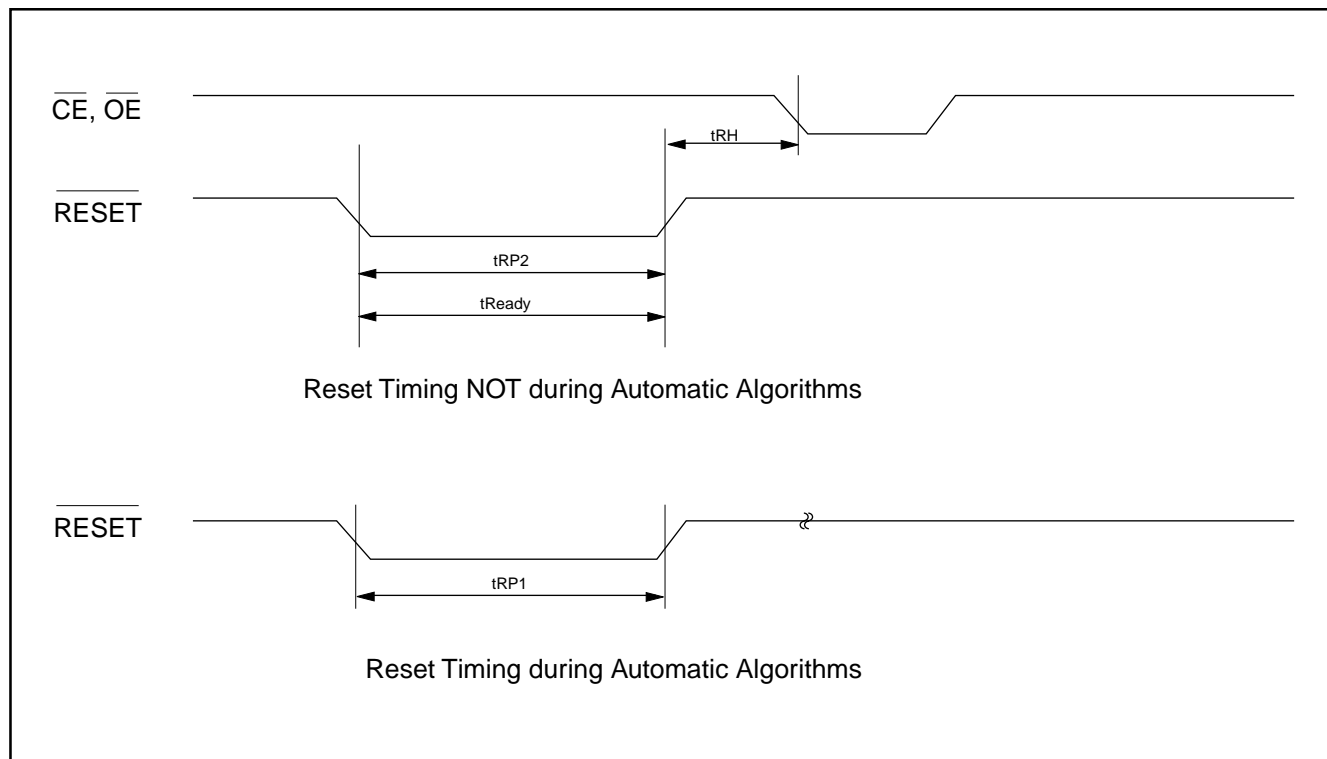 CE, OE
tRH
RESET
tRP2
tReady
Reset Timing NOT during Automatic Algorithms
RESET
tRP1
Reset Timing during Automatic Algorithms